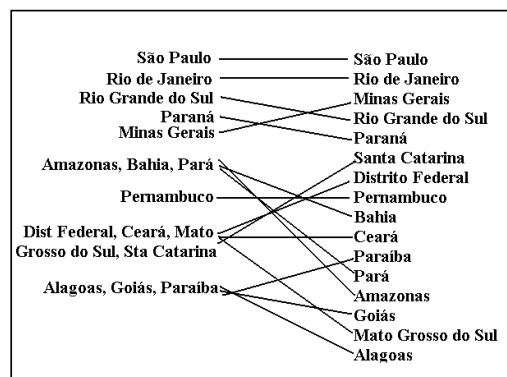 São Paulo
Rio de Janeiro
Rio Grande do Sul
Paraná
Minas Gerais
Amazonas, Bahia, Pará
Pernambuco
Dist Federal, Ceará, Mato
Grosso do Sul, Sta Catarina
Alagoas, Goiás, Paraíba
São Paulo
Rio de Janeiro
Minas Gerais
Rio Grande do Sul
Paraná
Santa Catarina
Distrito Federal
Pernambuco
Bahia
Ceará
Paraíba
Pará
Amazonas
Goiás
Mato Grosso do Sul
Alagoas